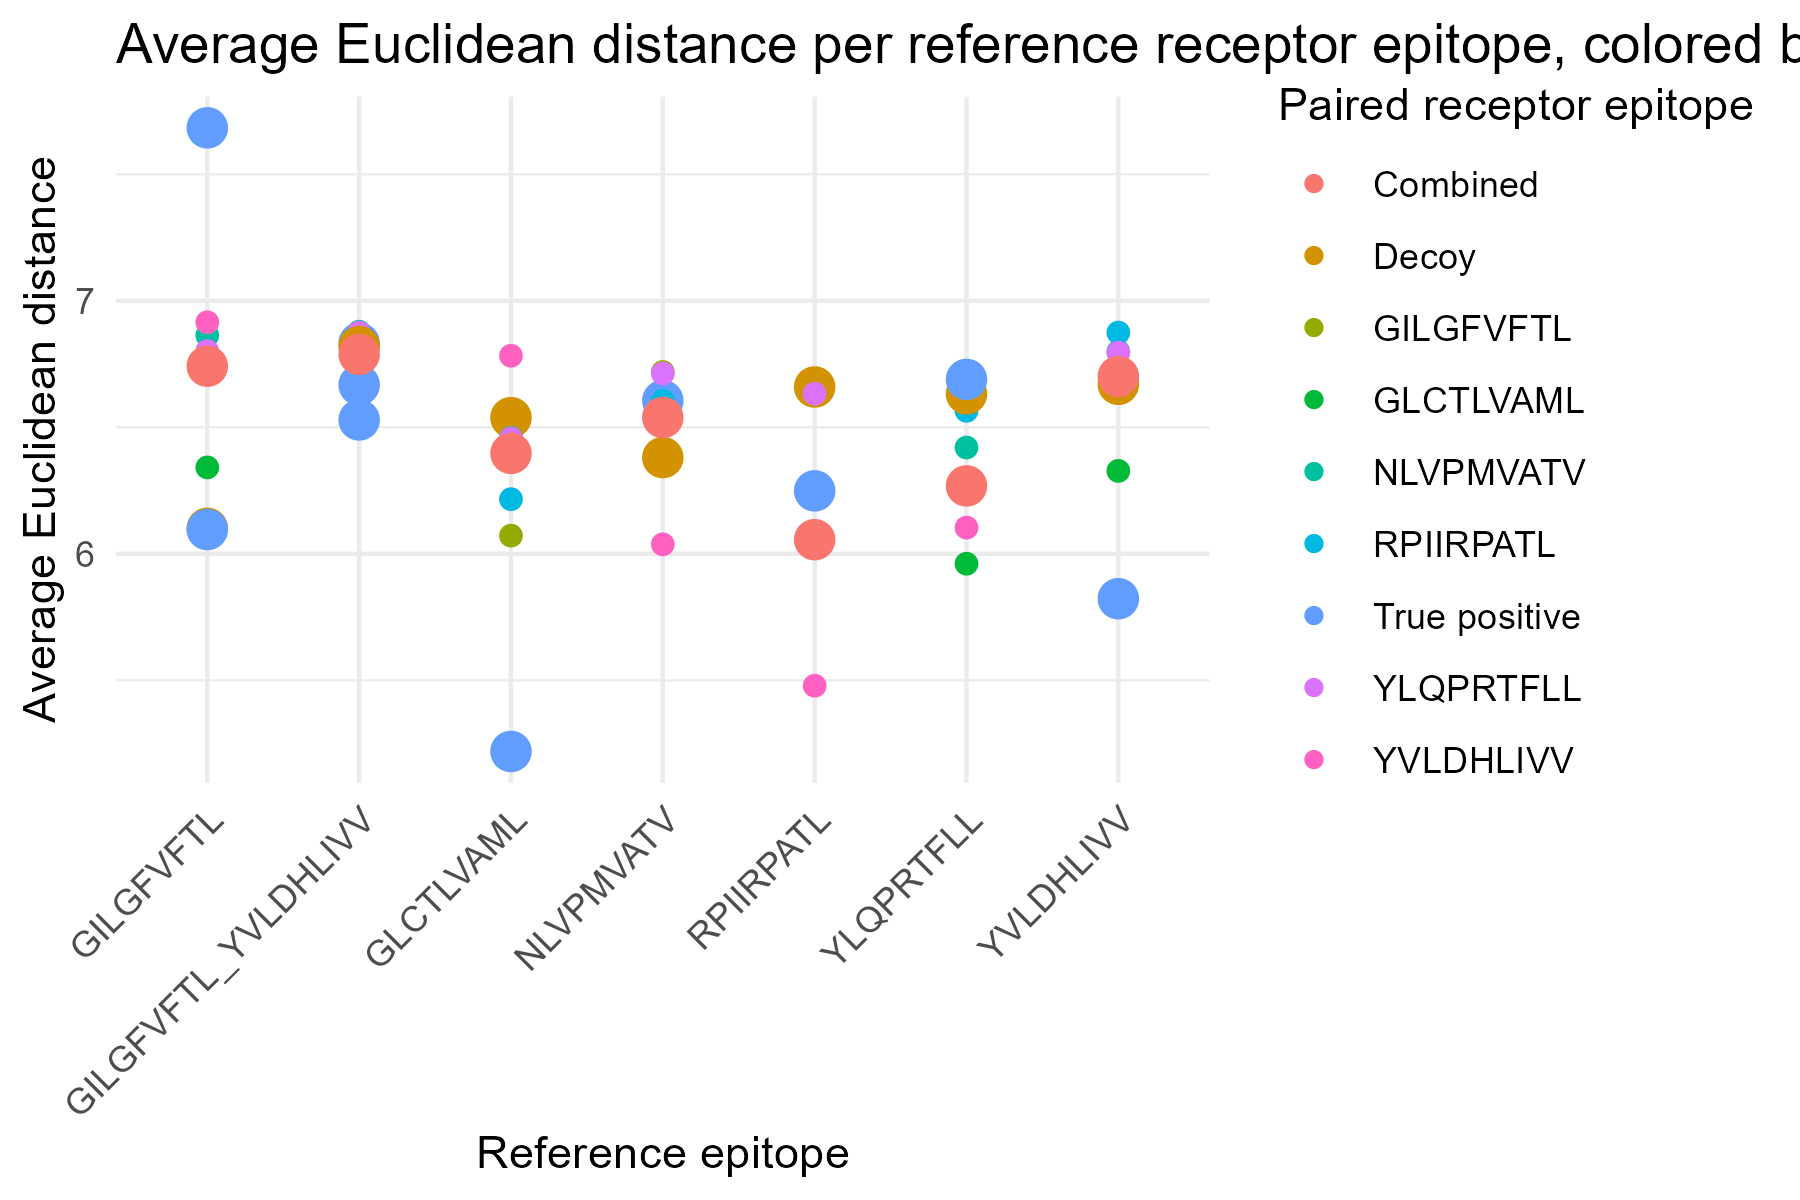 Average Euclidean distance per reference receptor epitope, colored
Paired receptor epitope
Combined
Decoy
GILGFVFTL
GLCTLVAML
NLVPMVATV
RPIIRPATL
True positive
YLQPRTFLL
YVLDHLIVV
Average Euclidean distance
7
6
GILGFVFTL
GILGFVFTL_YVLDHLIVV
GLCTLVAML
NLVPMVATV
RPIIRPATL
YLQPRTFLL
YVLDHLIVV
Reference epitope